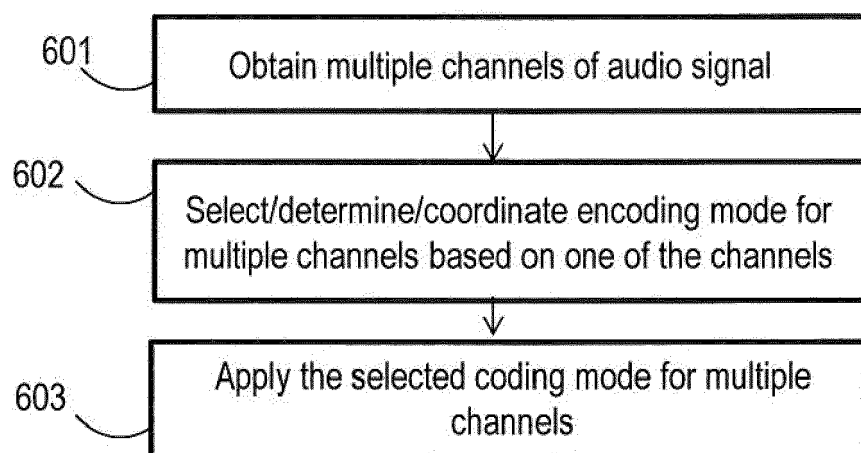 601
Obtain multiple channels of audio signal
602
Select/determine/coordinate encoding mode for
multiple channels based on one of the channels
603
Apply the selected coding mode for multiple
channels